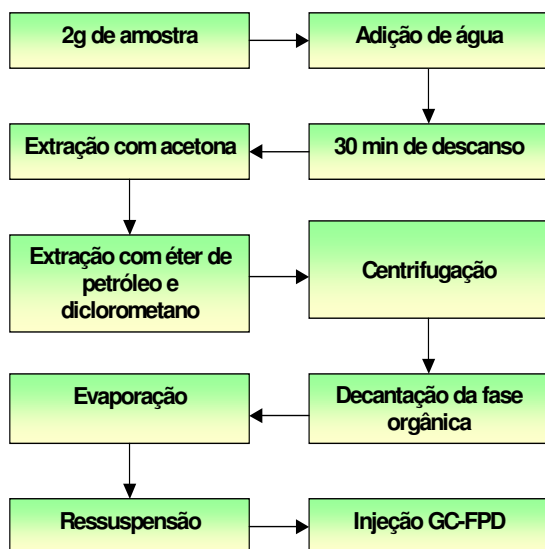 2g de amostra
Adição de água
30 min de descanso
Extração com acetona
Extração com éter de
petróleo e
diclorometano
Centrifugação
Decantação da fase
orgânica
Evaporação
Ressuspensão
Injeção GC-FPD